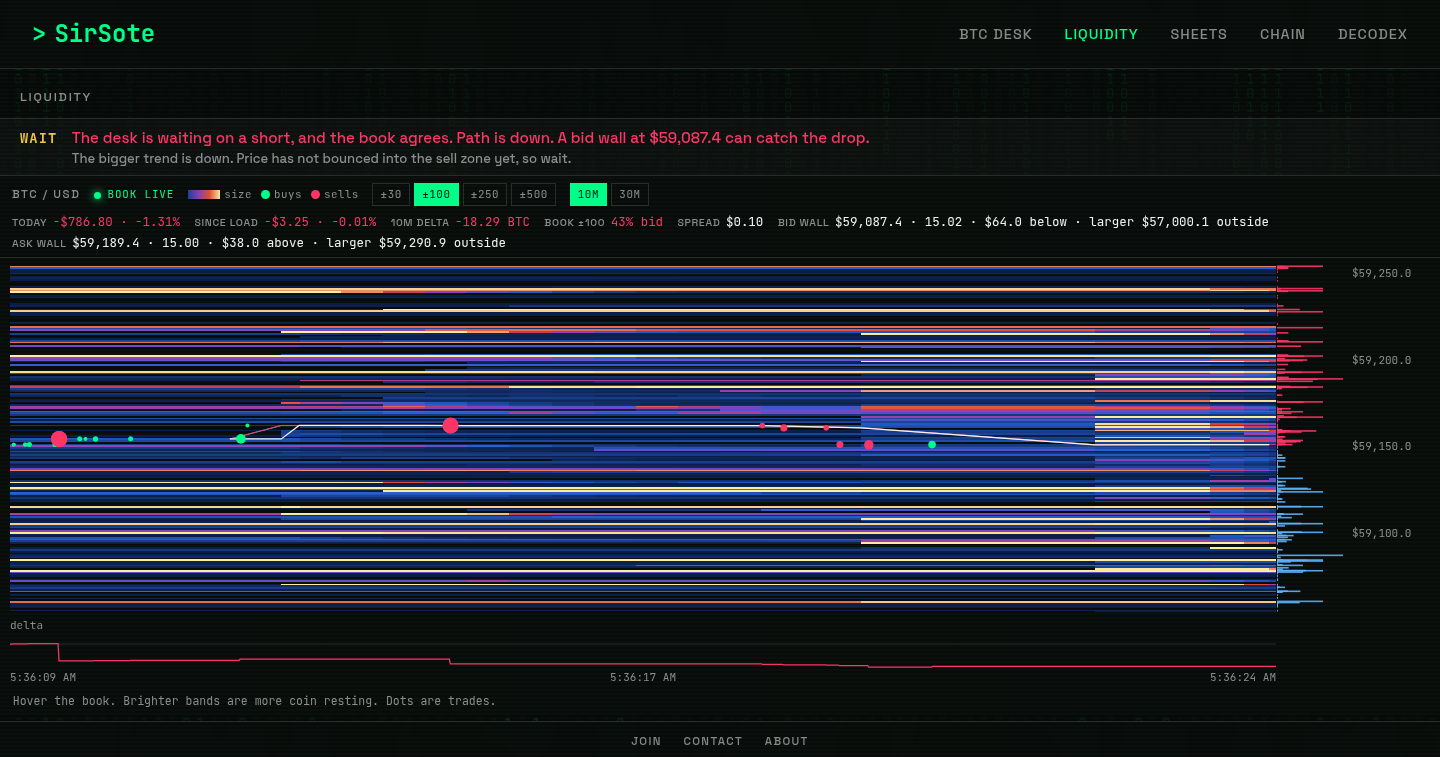 > SirSote
BTC DESK LIQUIDITY SHEETS CHAIN DECODEX
LIQUIDITY
WAIT The desk is waiting on a short, and the book agrees. Path is down. A bid wall at $59,087.4 can catch the drop.
The bigger trend is down. Price has not bounced into the sell zone yet, so wait.
BTC / USD BOOK LIVE size buys sells ±30 ±100 ±250 ±500 10M 30M
TODAY -$786.80 · -1.31% SINCE LOAD -$3.25 · -0.01% 10M DELTA -18.29 BTC BOOK ±100 43% bid SPREAD $0.10 BID WALL $59,087.4 · 15.02 · $64.0 below · larger $57,000.1 outside
ASK WALL $59,189.4 · 15.00 · $38.0 above · larger $59,290.9 outside
$59,250.0
$59,200.0
$59,150.0
$59,100.0
delta
5:36:09 AM 5:36:17 AM 5:36:24 AM
Hover the book. Brighter bands are more coin resting. Dots are trades.
JOIN CONTACT ABOUT